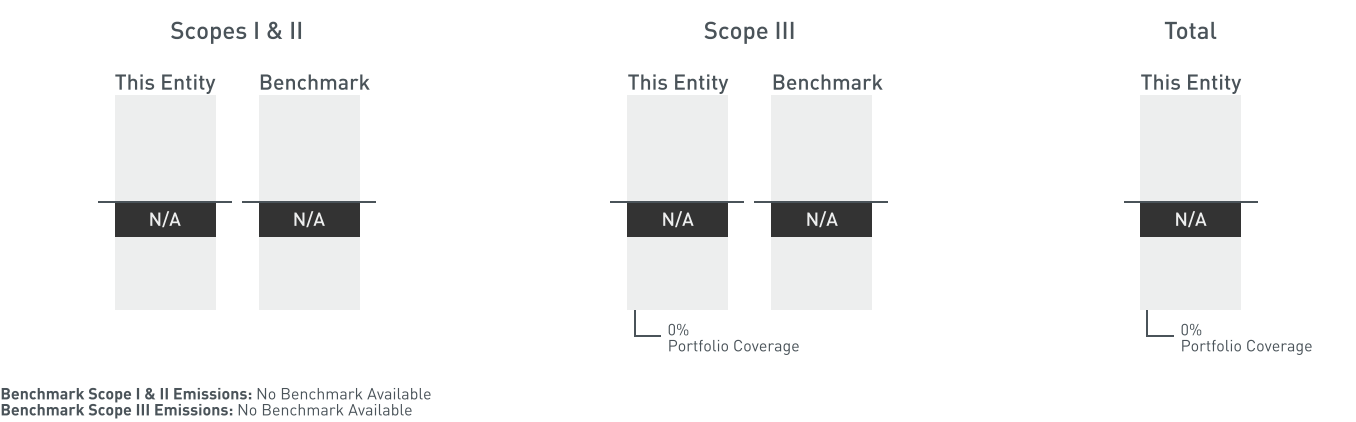 Scopes I & II
Scope III
Total
This Entity
Benchmark
This Entity
Benchmark
This Entity
N/A
N/A
N/A
N/A
N/A
0%
Portfolio Coverage
0%
Portfolio Coverage
Benchmark Scope I & II Emissions: No Benchmark Available
Benchmark Scope III Emissions: No Benchmark Available